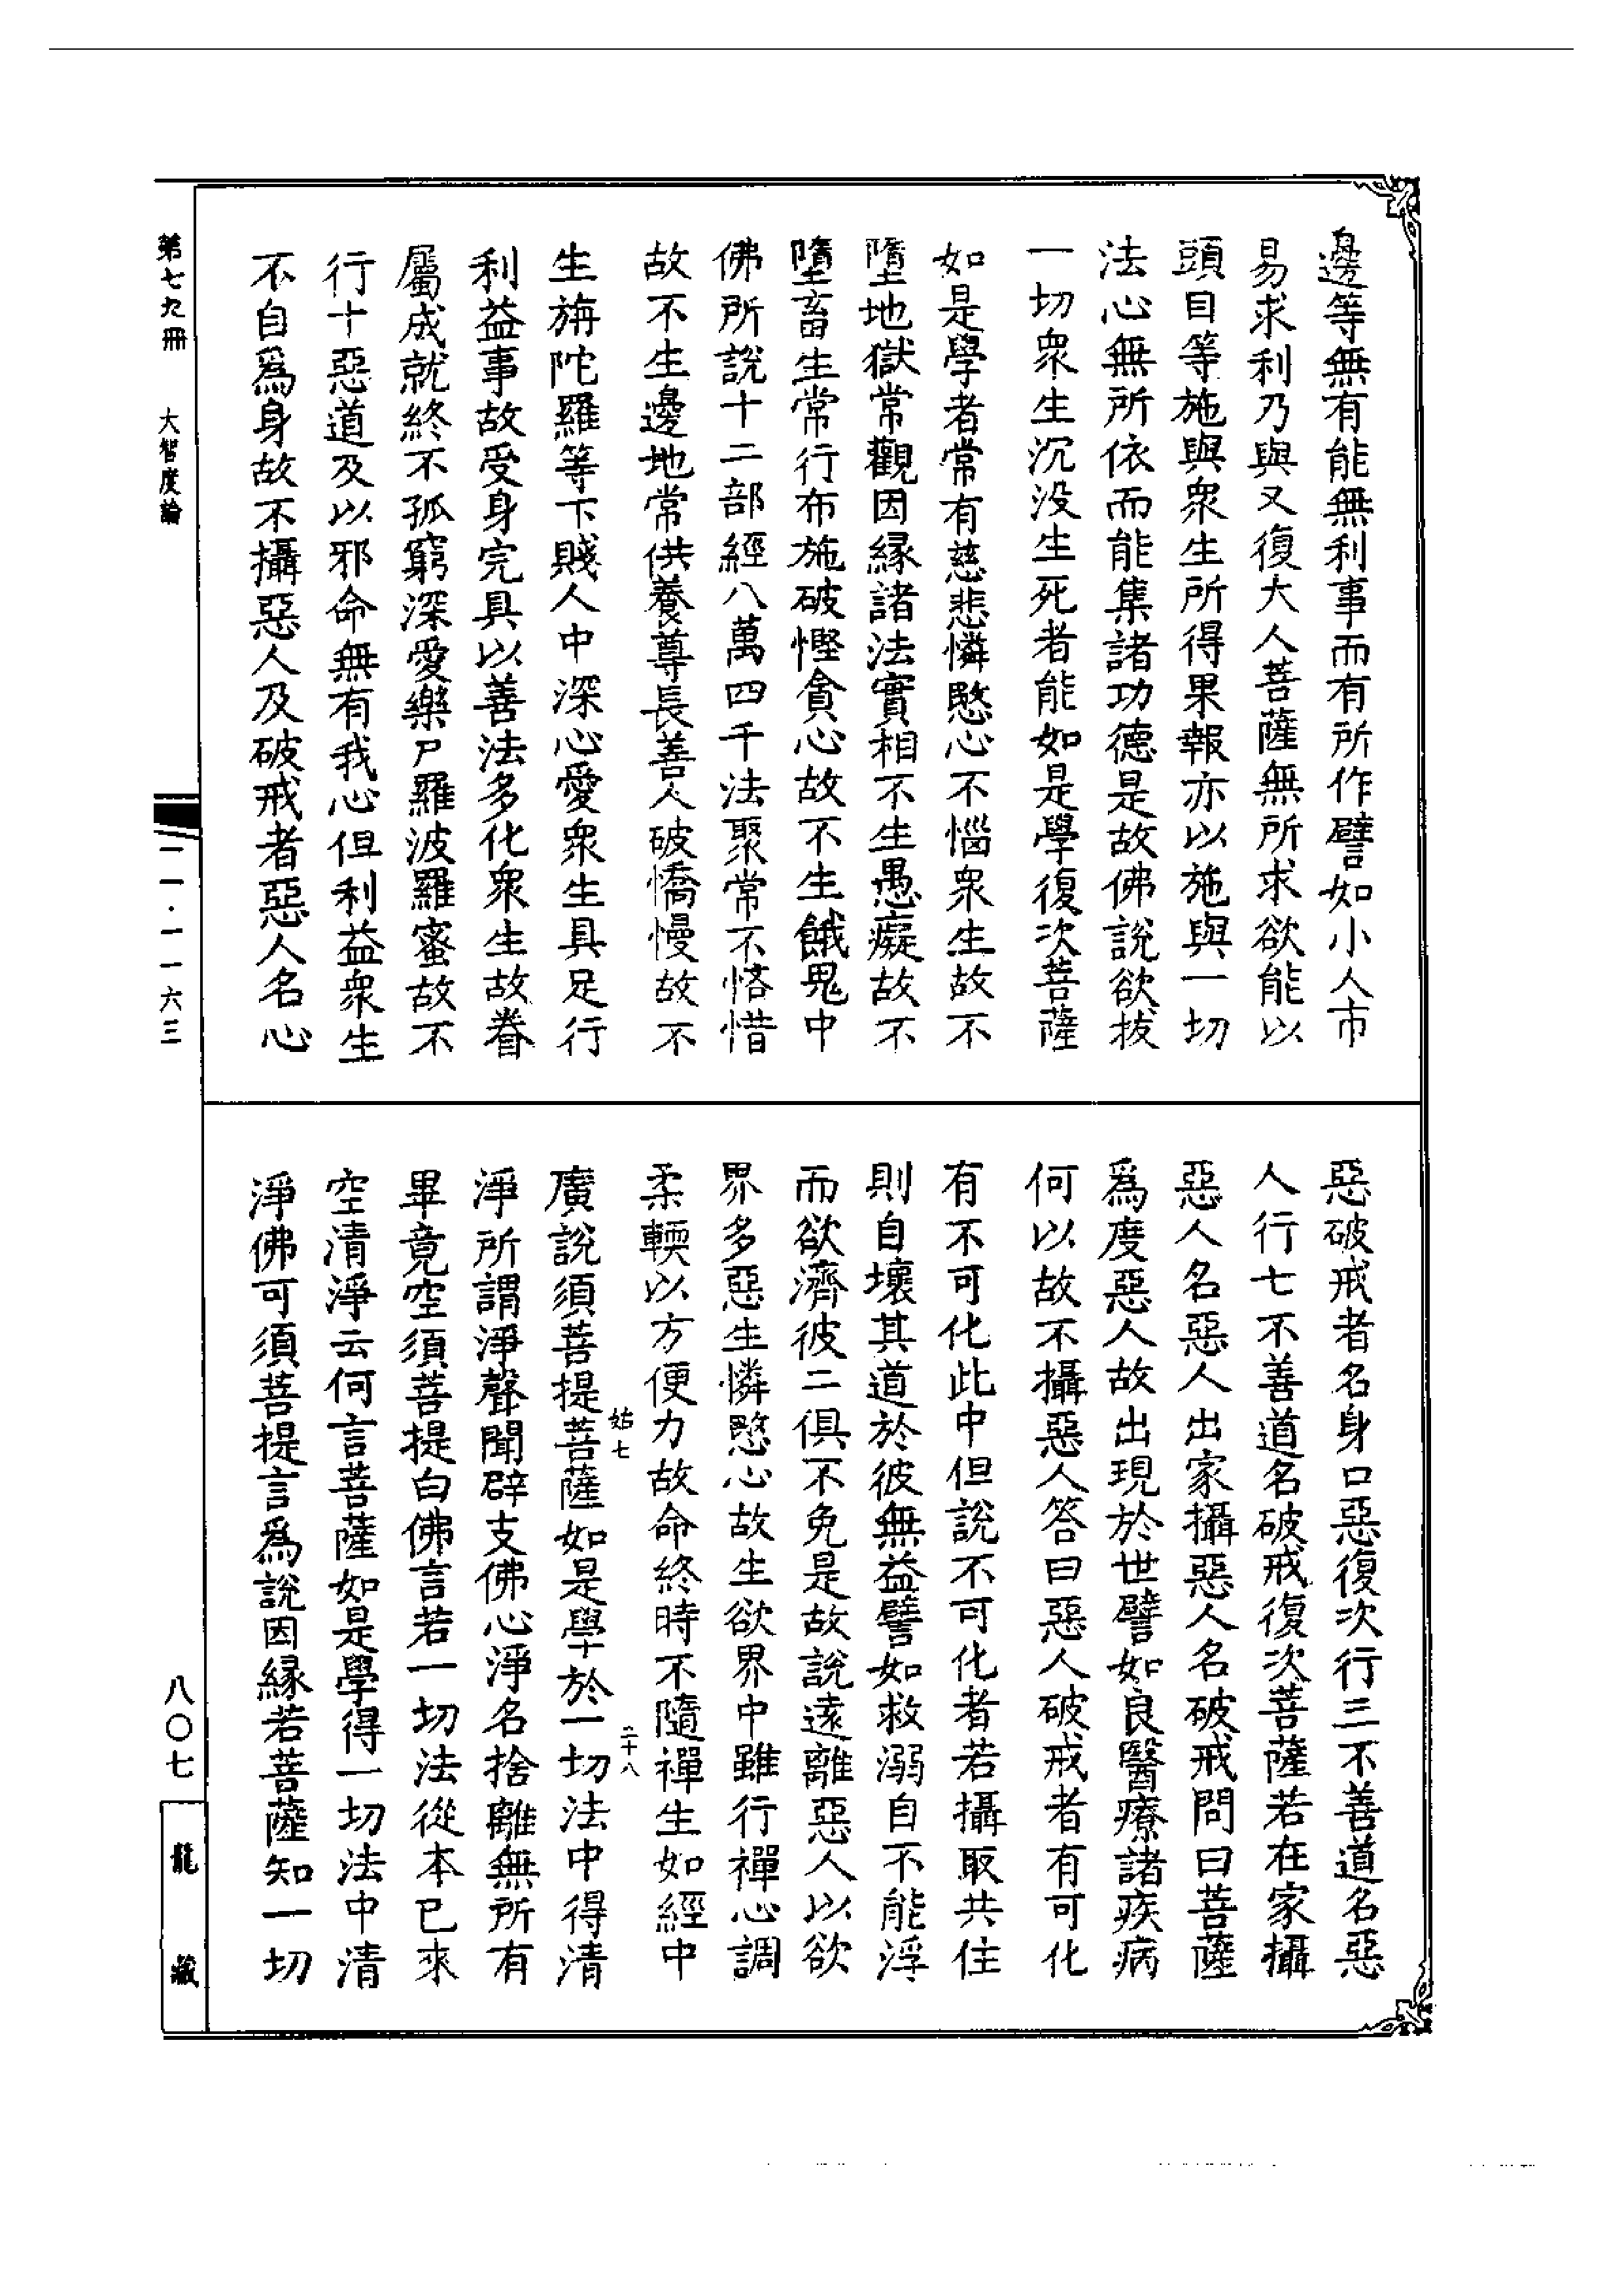 邊等無有能無利事而有所作譬如小人市
易求利乃與又復大人菩薩無所求欲能以
頭目等施與衆生所得果報亦以施與一切
法心無所依而能集諸功德是故佛說欲拔
一切衆生沉没生死者能如是學復次菩薩
如是學者常有慈悲憐愍心不惱衆生故不
墮地獄常觀因緣諸法實相不生愚癡故不
墮畜生常行布施破慳貪心故不生餓鬼中
佛所說十二部經八萬四千法聚常不悋惜
故不生邊地常供養尊長善人破憍慢故不
生旃陀羅等下賤人中深心愛衆生具足行
利益事故受身完具以善法多化衆生故眷
屬成就終不孤窮深愛樂尸羅波羅蜜故不
行十惡道及以邪命無有我心但利益衆生
不自爲身故不攝惡人及破戒者惡人名心
惡破戒者名身口惡復次行三不善道名惡
人行七不善道名破戒復次菩薩若在家攝
惡人名惡人出家攝惡人名破戒問曰菩薩
爲度惡人故出現於世譬如良醫療諸疾病
何以故不攝惡人答曰惡人破戒者有可化
有不可化此中但說不可化者若攝取共住
則自壞其道於彼無益譬如救溺自不能浮
而欲濟彼二俱不免是故說遠離惡人以欲
界多惡生憐愍心故生欲界中雖行禪心調
柔輭以方便力故命終時不隨禪生如經中
姑七
二十八
廣說須菩提菩薩如是學於一切法中得清
淨所謂淨聲聞辟支佛心淨名捨離無所有
畢竟空須菩提白佛言若一切法從本已來
空清淨云何言菩薩如是學得一切法中清
淨佛可須菩提言爲說因緣若菩薩知一切
第七九冊
大智度論
一一·一一六三
八〇七
龍藏